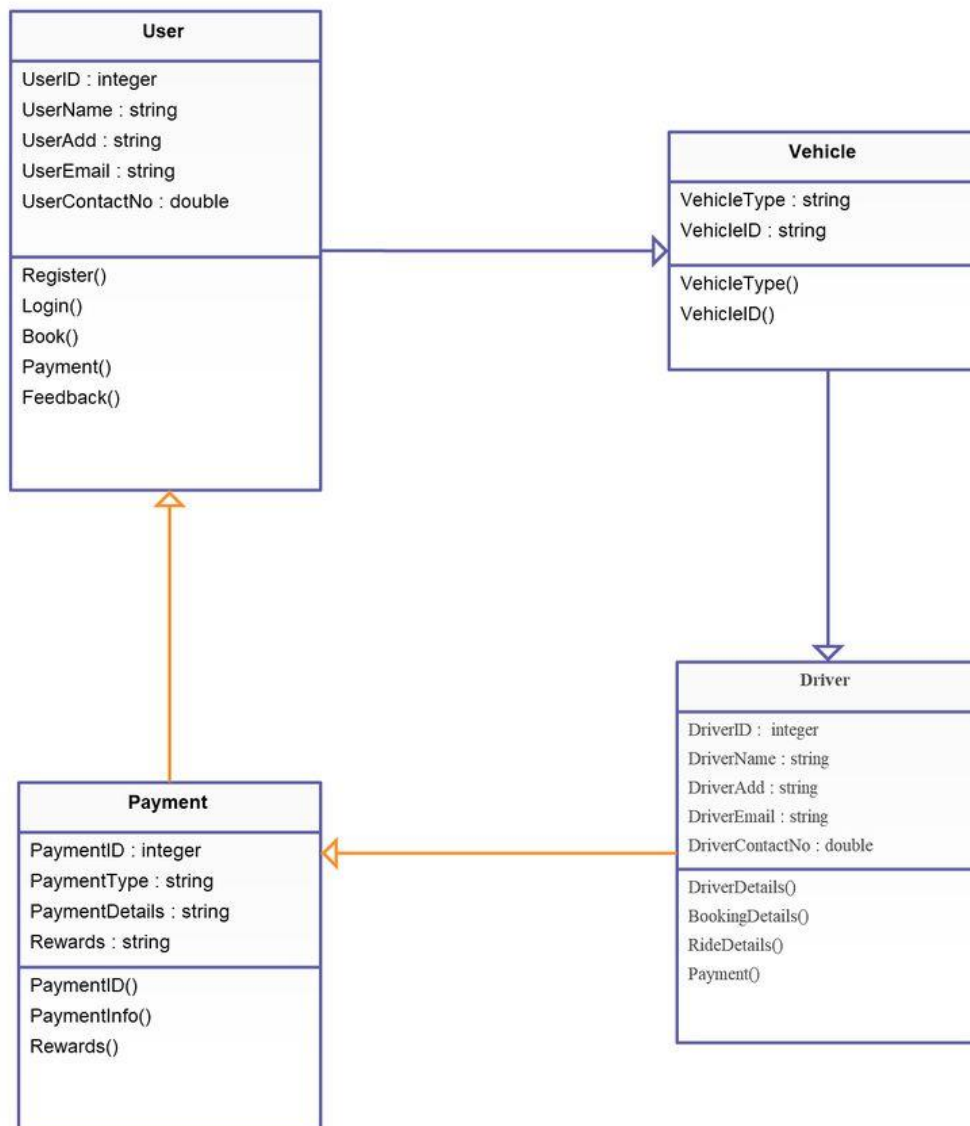 User
UserID : integer
UserName : string
UserAdd : string
UserEmail : string
UserContactNo : double
Register()
Login()
Book()
Payment()
Feedback()
Vehicle
VehicleType : string
VehicleID : string
VehicleType()
VehicleID()
Payment
PaymentID : integer
PaymentType : string
PaymentDetails : string
Rewards : string
PaymentID()
PaymentInfo()
Rewards()
Driver
DriverID : integer
DriverName : string
DriverAdd : string
DriverEmail : string
DriverContactNo : double
DriverDetails()
BookingDetails()
RideDetails()
Payment()